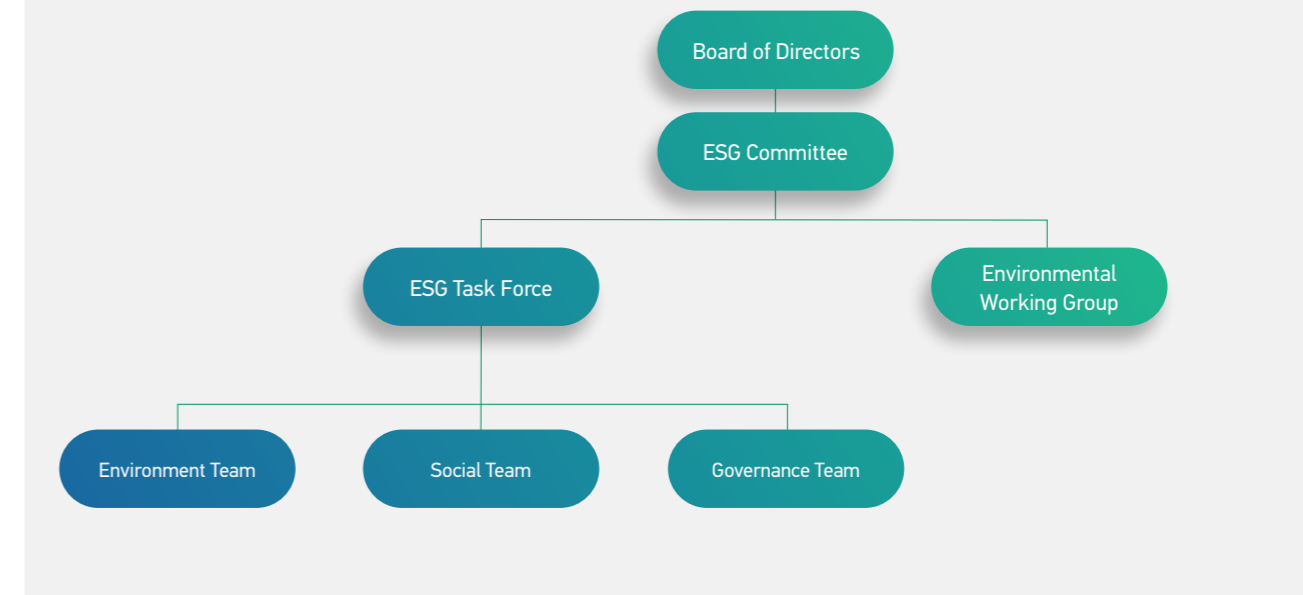 Board of Directors
ESG Committee
ESG Task Force
Environmental
Working Group
Environment Team
Social Team
Governance Team